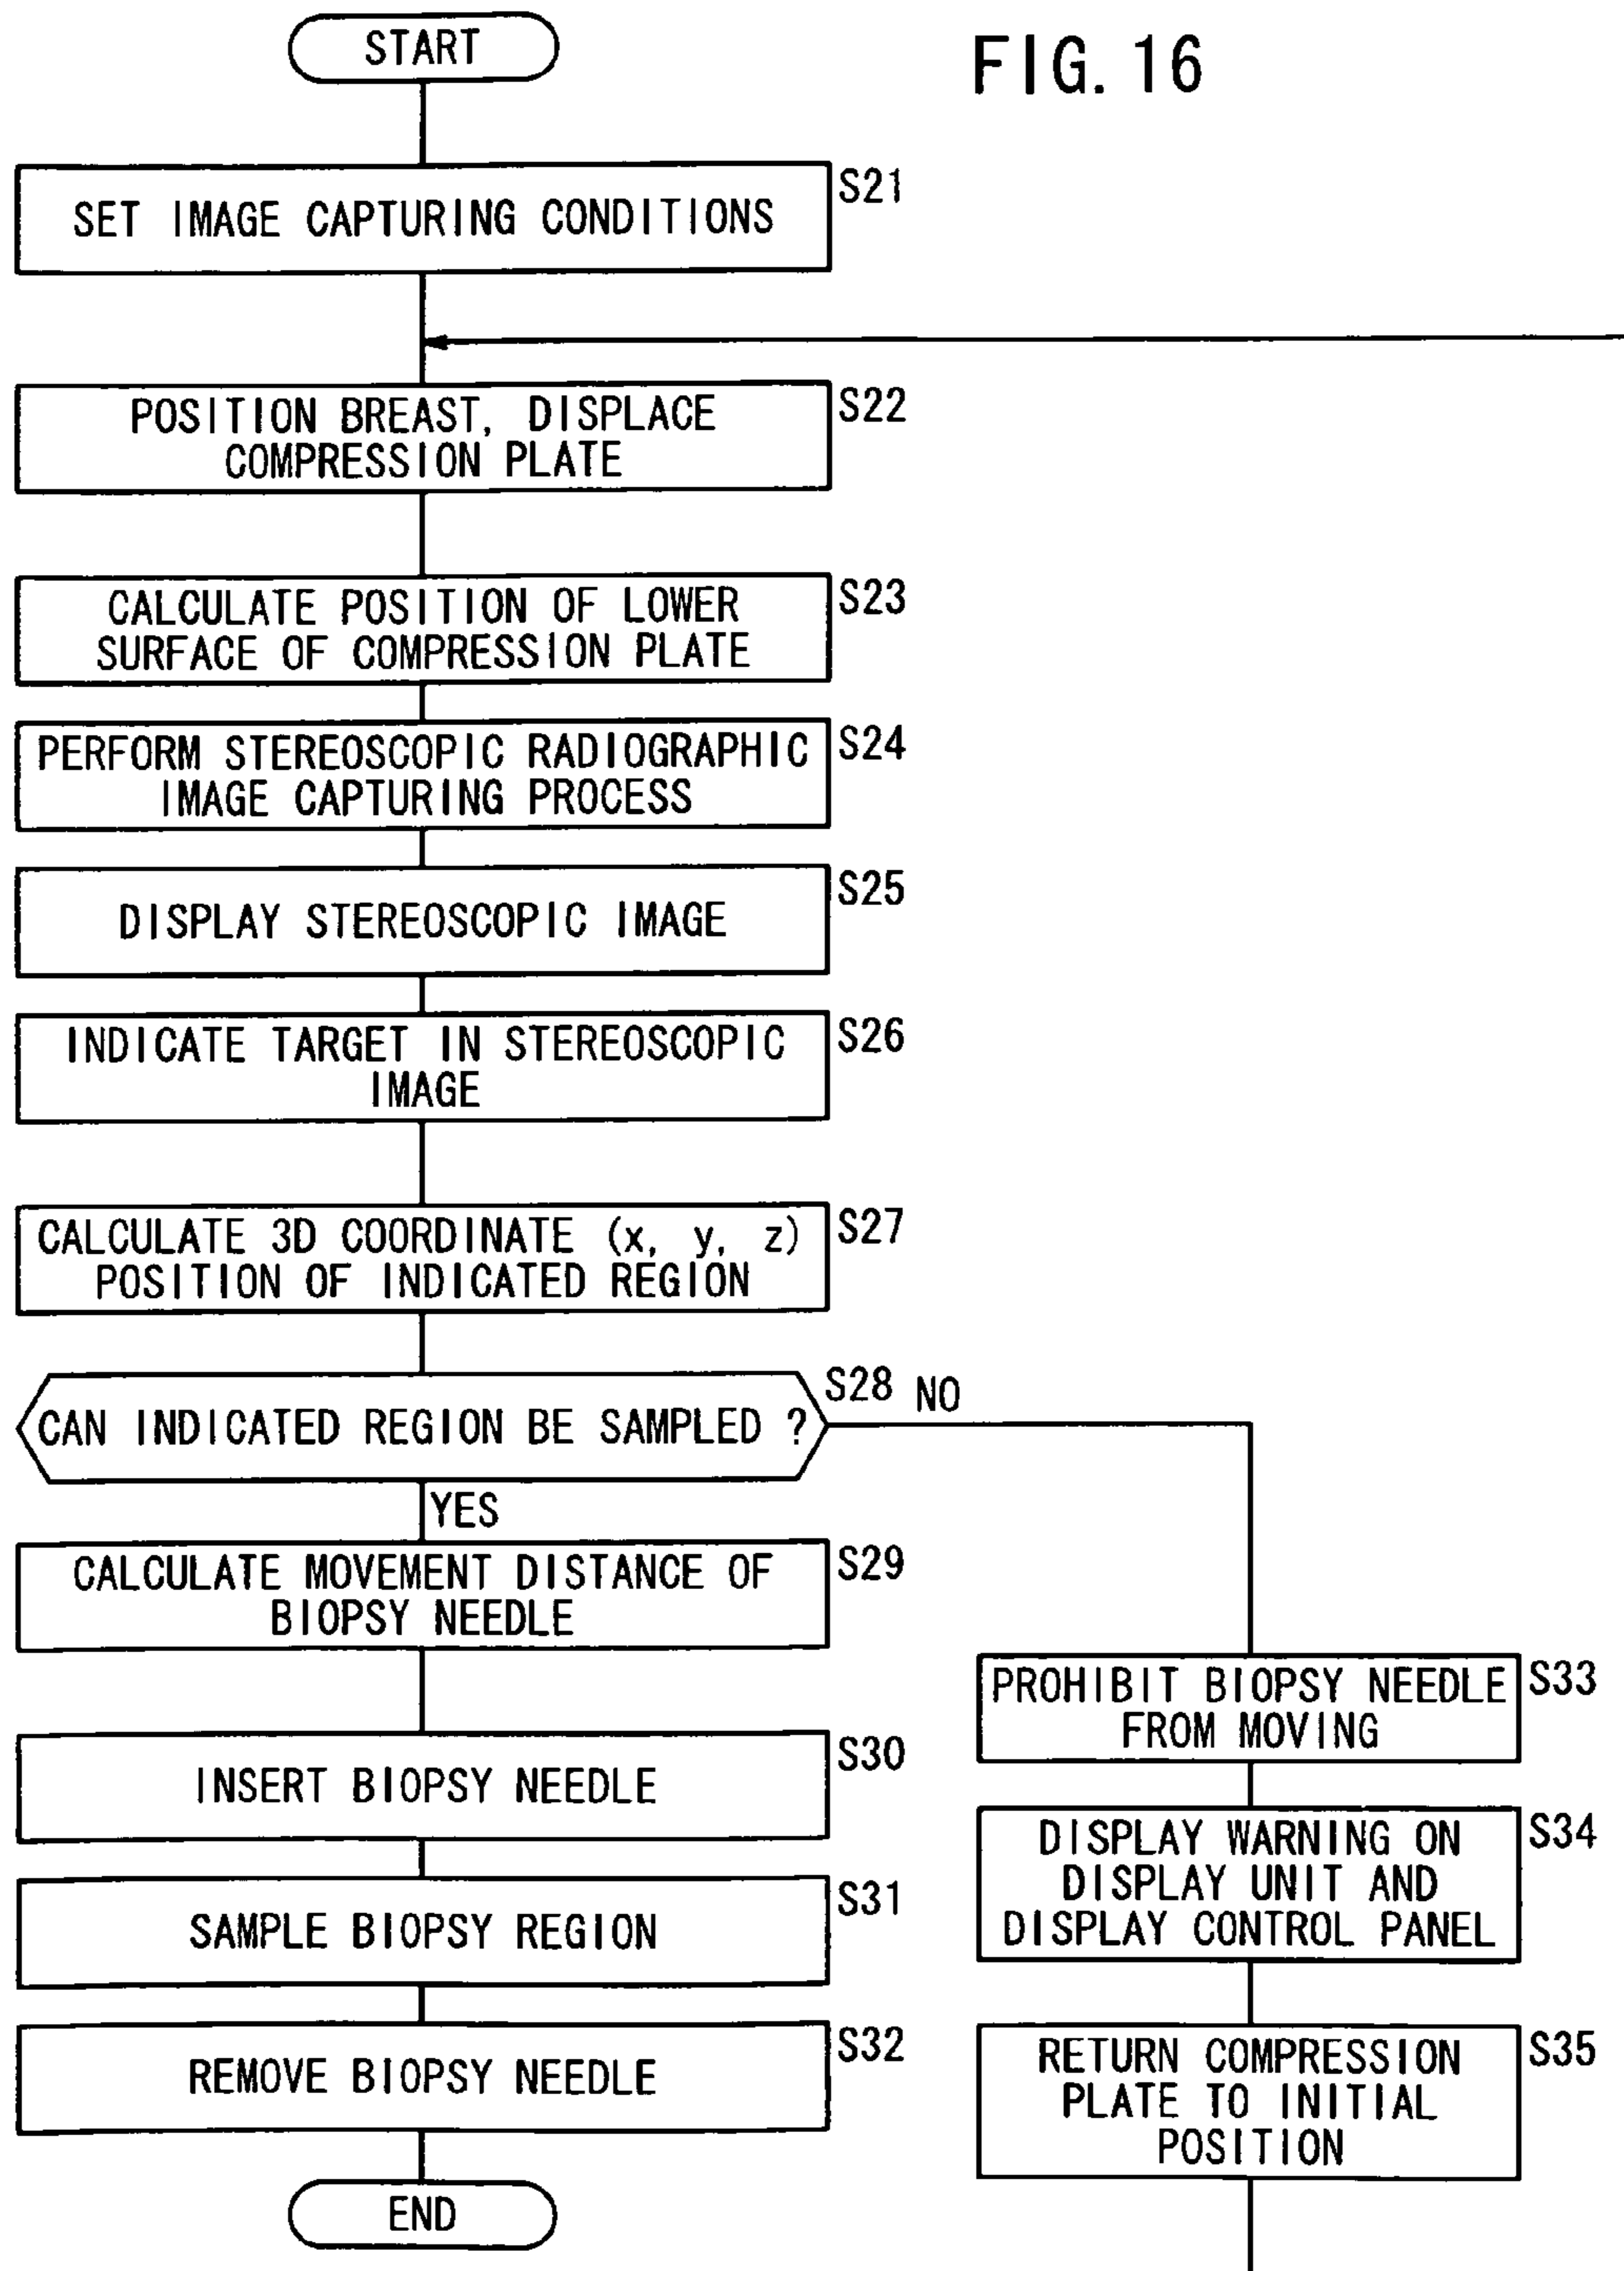 FIG. 16
START
S21
SET IMAGE CAPTURING CONDITIONS
S22
POSITION BREAST, DISPLACE
COMPRESSION PLATE
S23
CALCULATE POSITION OF LOWER
SURFACE OF COMPRESSION PLATE
S24
PERFORM STEREOSCOPIC RADIOGRAPHIC
IMAGE CAPTURING PROCESS
S25
DISPLAY STEREOSCOPIC IMAGE
S26
INDICATE TARGET IN STEREOSCOPIC
IMAGE
S27
CALCULATE 3D COORDINATE (x, y, z)
POSITION OF INDICATED REGION
S28
NO
CAN INDICATED REGION BE SAMPLED ?
YES
S29
CALCULATE MOVEMENT DISTANCE OF
BIOPSY NEEDLE
S30
INSERT BIOPSY NEEDLE
S31
SAMPLE BIOPSY REGION
S32
REMOVE BIOPSY NEEDLE
END
S33
PROHIBIT BIOPSY NEEDLE
FROM MOVING
S34
DISPLAY WARNING ON
DISPLAY UNIT AND
DISPLAY CONTROL PANEL
S35
RETURN COMPRESSION
PLATE TO INITIAL
POSITION